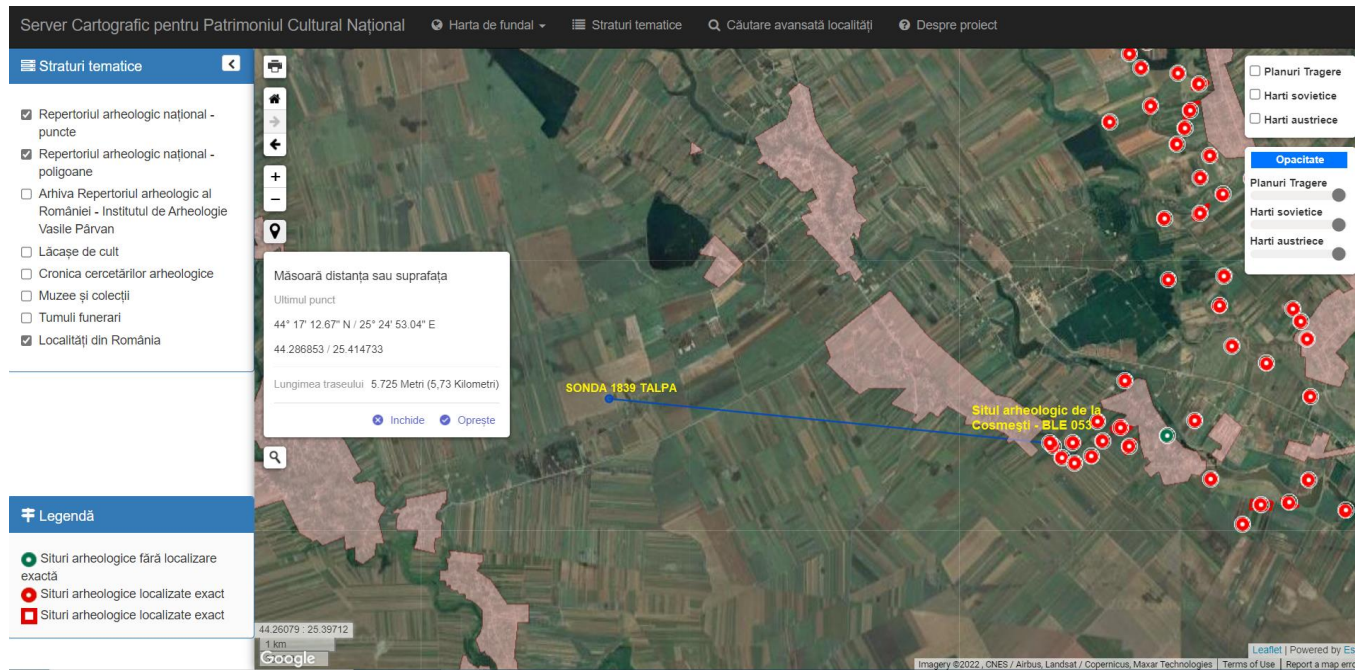 Server Cartografic pentru Patrimoniul Cultural Național
Harta de fundal
Straturi tematice
Căutare avansată localități
Despre proiect
Straturi tematice
Repertoriul arheologic național -
puncte
Repertoriul arheologic național -
poligoane
Arhiva Repertoriul arheologic al
României - Institutul de Arheologie
Vasile Pârvan
Lăcașe de cult
Cronica cercetărilor arheologice
Muzee și colecții
Tumuli funerari
Localități din România
Legendă
Situri arheologice fără localizare
exactă
Situri arheologice localizate exact
Situri arheologice localizate exact
+
−
Măsoară distanța sau suprafața
Ultimul punct
44° 17' 12.67" N / 25° 24' 53.04" E
44.286853 / 25.414733
Lungimea traseului 5.725 Metri (5,73 Kilometri)
Inchide
Oprește
SONDA 1839 TALPA
Situl arheologic de la
Cosmeşti - BLE 053
Planuri Tragere
Harti sovietice
Harti austriece
Opacitate
Planuri Tragere
Harti sovietice
Harti austriece
44.26079 : 25.39712
1 km
Google
Leaflet | Powered by Es
Imagery ©2022 , CNES / Airbus, Landsat / Copernicus, Maxar Technologies
Terms of Use
Report a map erro